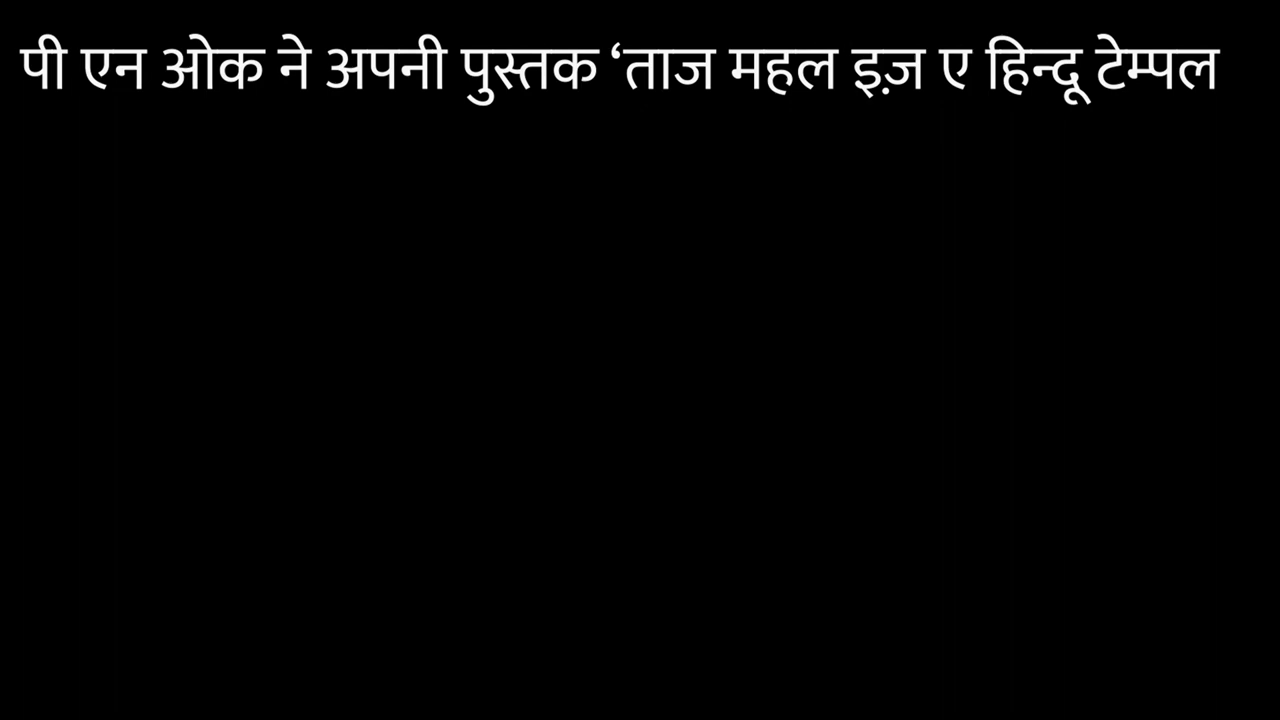 पी एन ओक ने अपनी पुस्तक ‘ताज महल इज़ ए हिन्दू टेम्पल